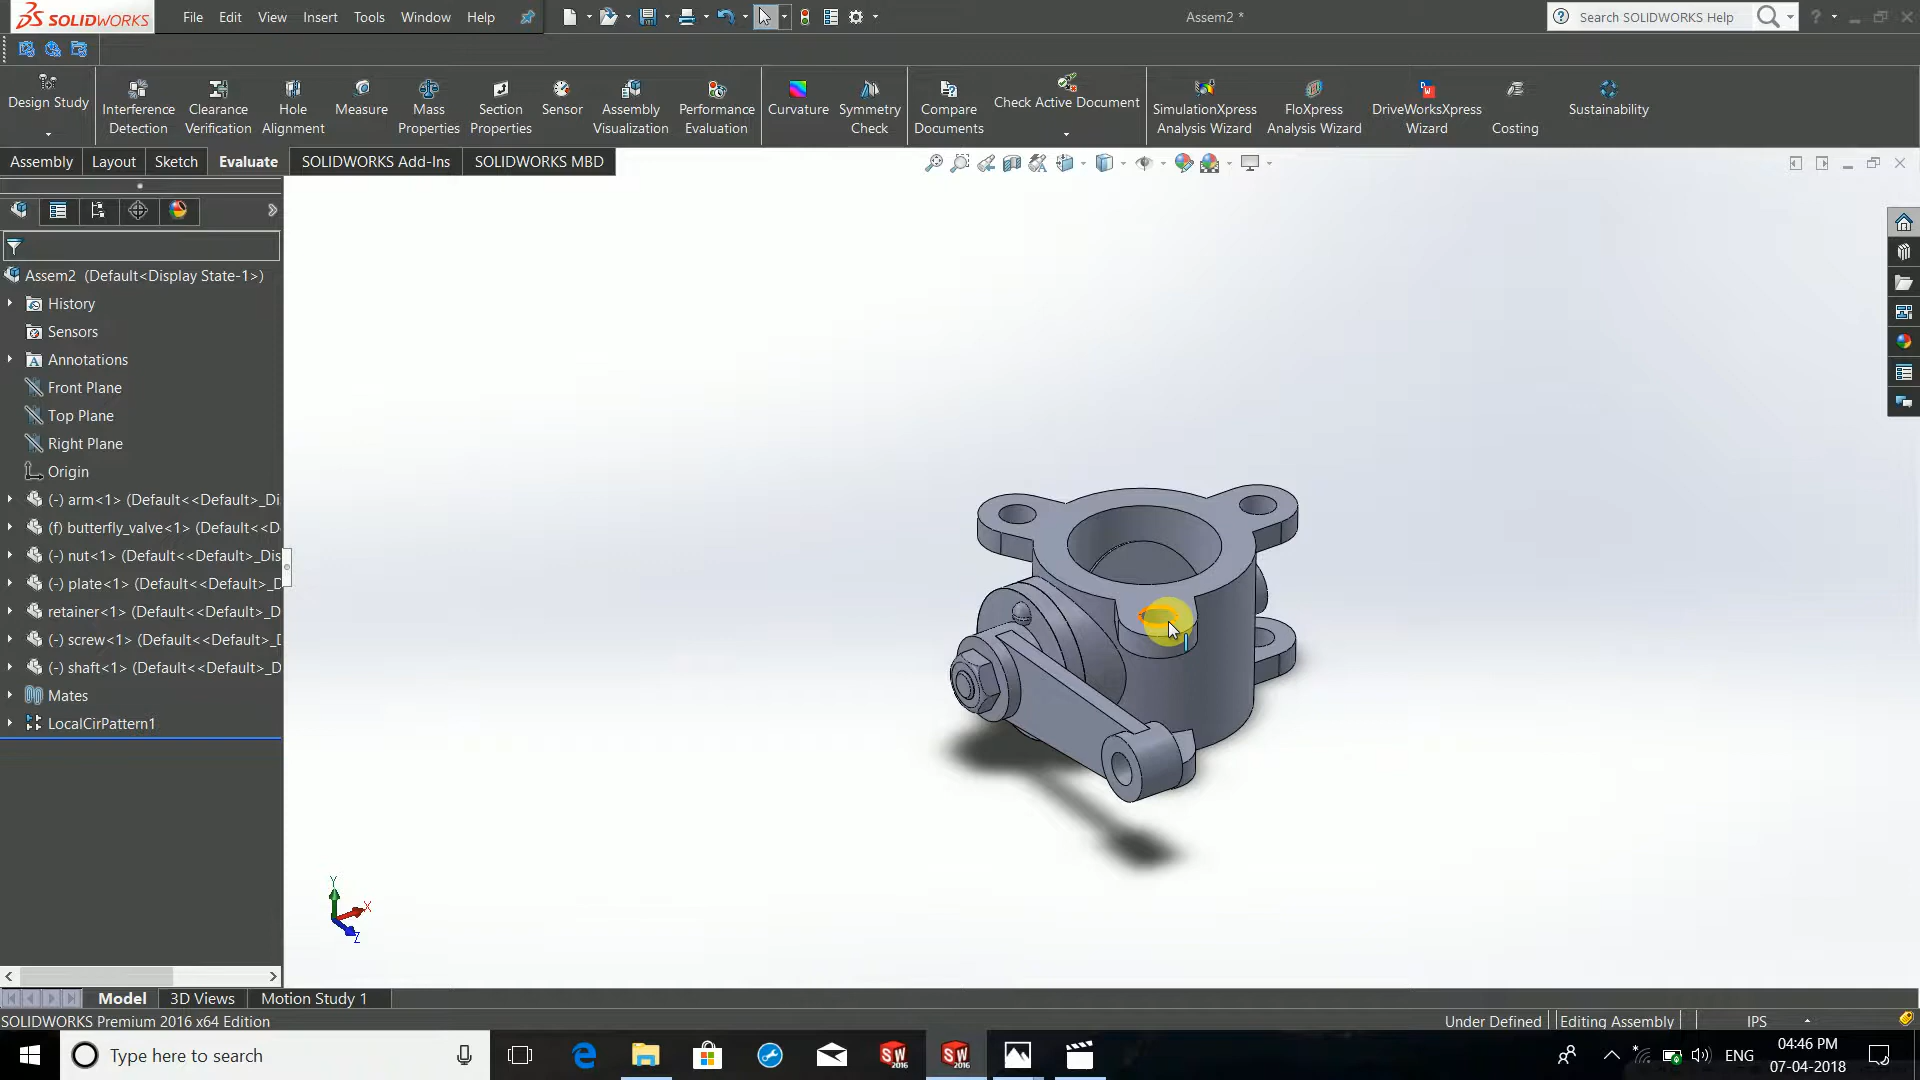 SOLIDWORKS File Edit View Insert Tools Window Help Assem2 * Search SOLIDWORKS Help ?
Design Study
Interference Detection
Clearance Verification
Hole Alignment
Measure
Mass Properties
Section Properties
Sensor
Assembly Visualization
Performance Evaluation
Curvature
Symmetry Check
Compare Documents
Check Active Document
SimulationXpress Analysis Wizard
FloXpress Analysis Wizard
DriveWorksXpress Wizard
Costing
Sustainability
Assembly Layout Sketch Evaluate SOLIDWORKS Add-Ins SOLIDWORKS MBD
Assem2 (Default<Display State-1>)
History
Sensors
Annotations
Front Plane
Top Plane
Right Plane
Origin
(-) arm<1> (Default<<Default>_Di
(f) butterfly_valve<1> (Default<<D
(-) nut<1> (Default<<Default>_Dis
(-) plate<1> (Default<<Default>_D
retainer<1> (Default<<Default>_D
(-) screw<1> (Default<<Default>_D
(-) shaft<1> (Default<<Default>_D
Mates
LocalCirPattern1
Y
X
Z
Model 3D Views Motion Study 1
SOLIDWORKS Premium 2016 x64 Edition Under Defined Editing Assembly IPS
Type here to search SW 2016 SW 2016 ENG 04:46 PM
07-04-2018